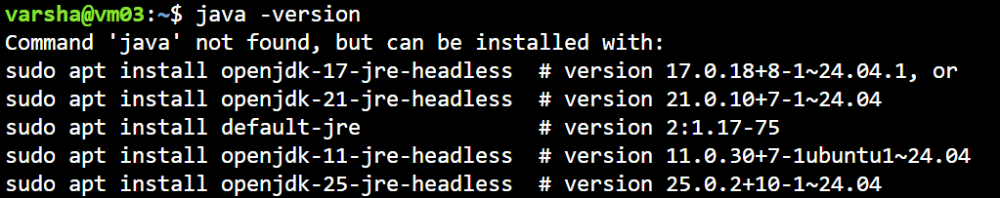 varsha@vm03:~$ java -version
Command 'java' not found, but can be installed with:
sudo apt install openjdk-17-jre-headless  # version 17.0.18+8-1~24.04.1, or
sudo apt install openjdk-21-jre-headless  # version 21.0.10+7-1~24.04
sudo apt install default-jre              # version 2:1.17-75
sudo apt install openjdk-11-jre-headless  # version 11.0.30+7-1ubuntu1~24.04
sudo apt install openjdk-25-jre-headless  # version 25.0.2+10-1~24.04